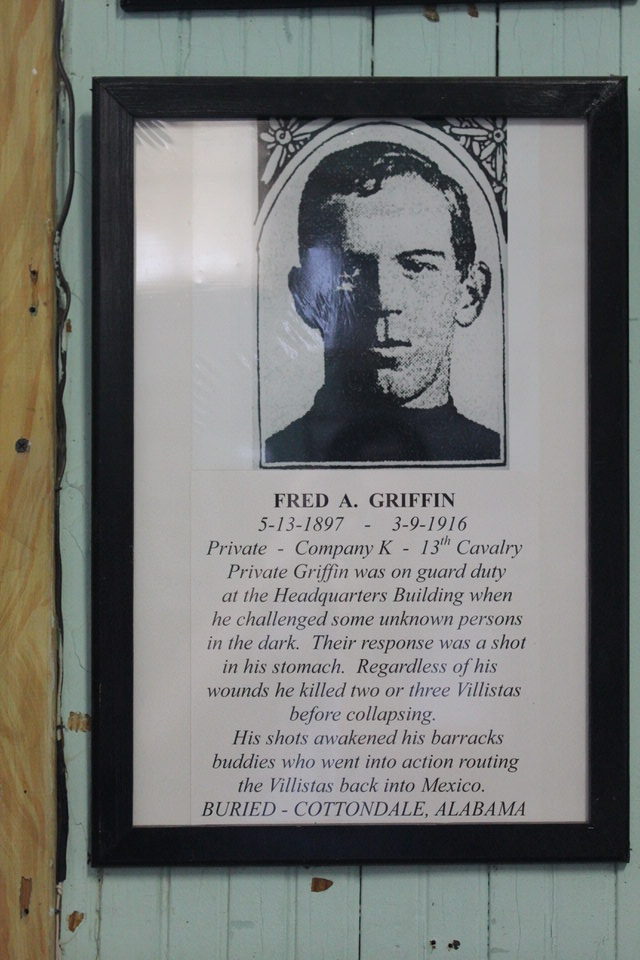 FRED A. GRIFFIN
5-13-1897 - 3-9-1916
Private - Company K - 13th Cavalry
Private Griffin was on guard duty
at the Headquarters Building when
he challenged some unknown persons
in the dark. Their response was a shot
in his stomach. Regardless of his
wounds he killed two or three Villistas
before collapsing.
His shots awakened his barracks
buddies who went into action routing
the Villistas back into Mexico.
BURIED - COTTONDALE, ALABAMA